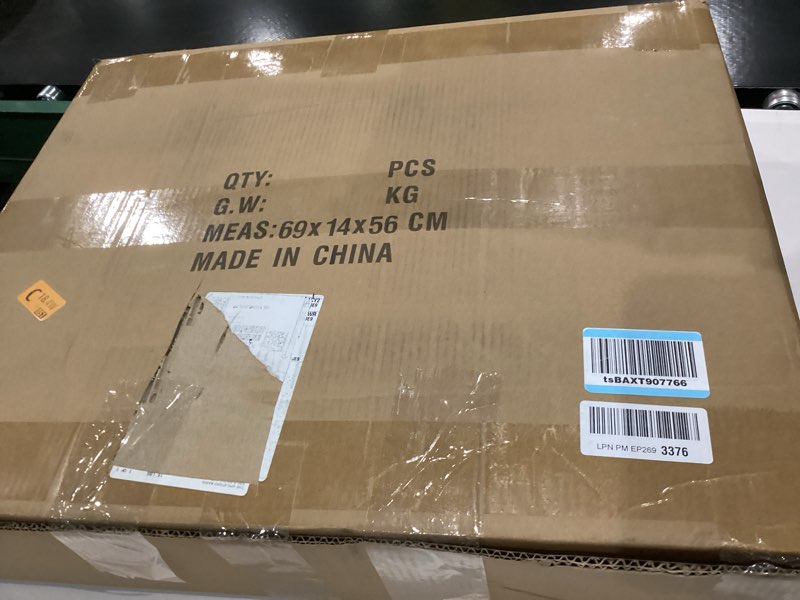 QTY: PCS
G.W: KG
MEAS:69x14x56 CM
MADE IN CHINA
C
tsBAXT907766
LPN PM EP269 3376